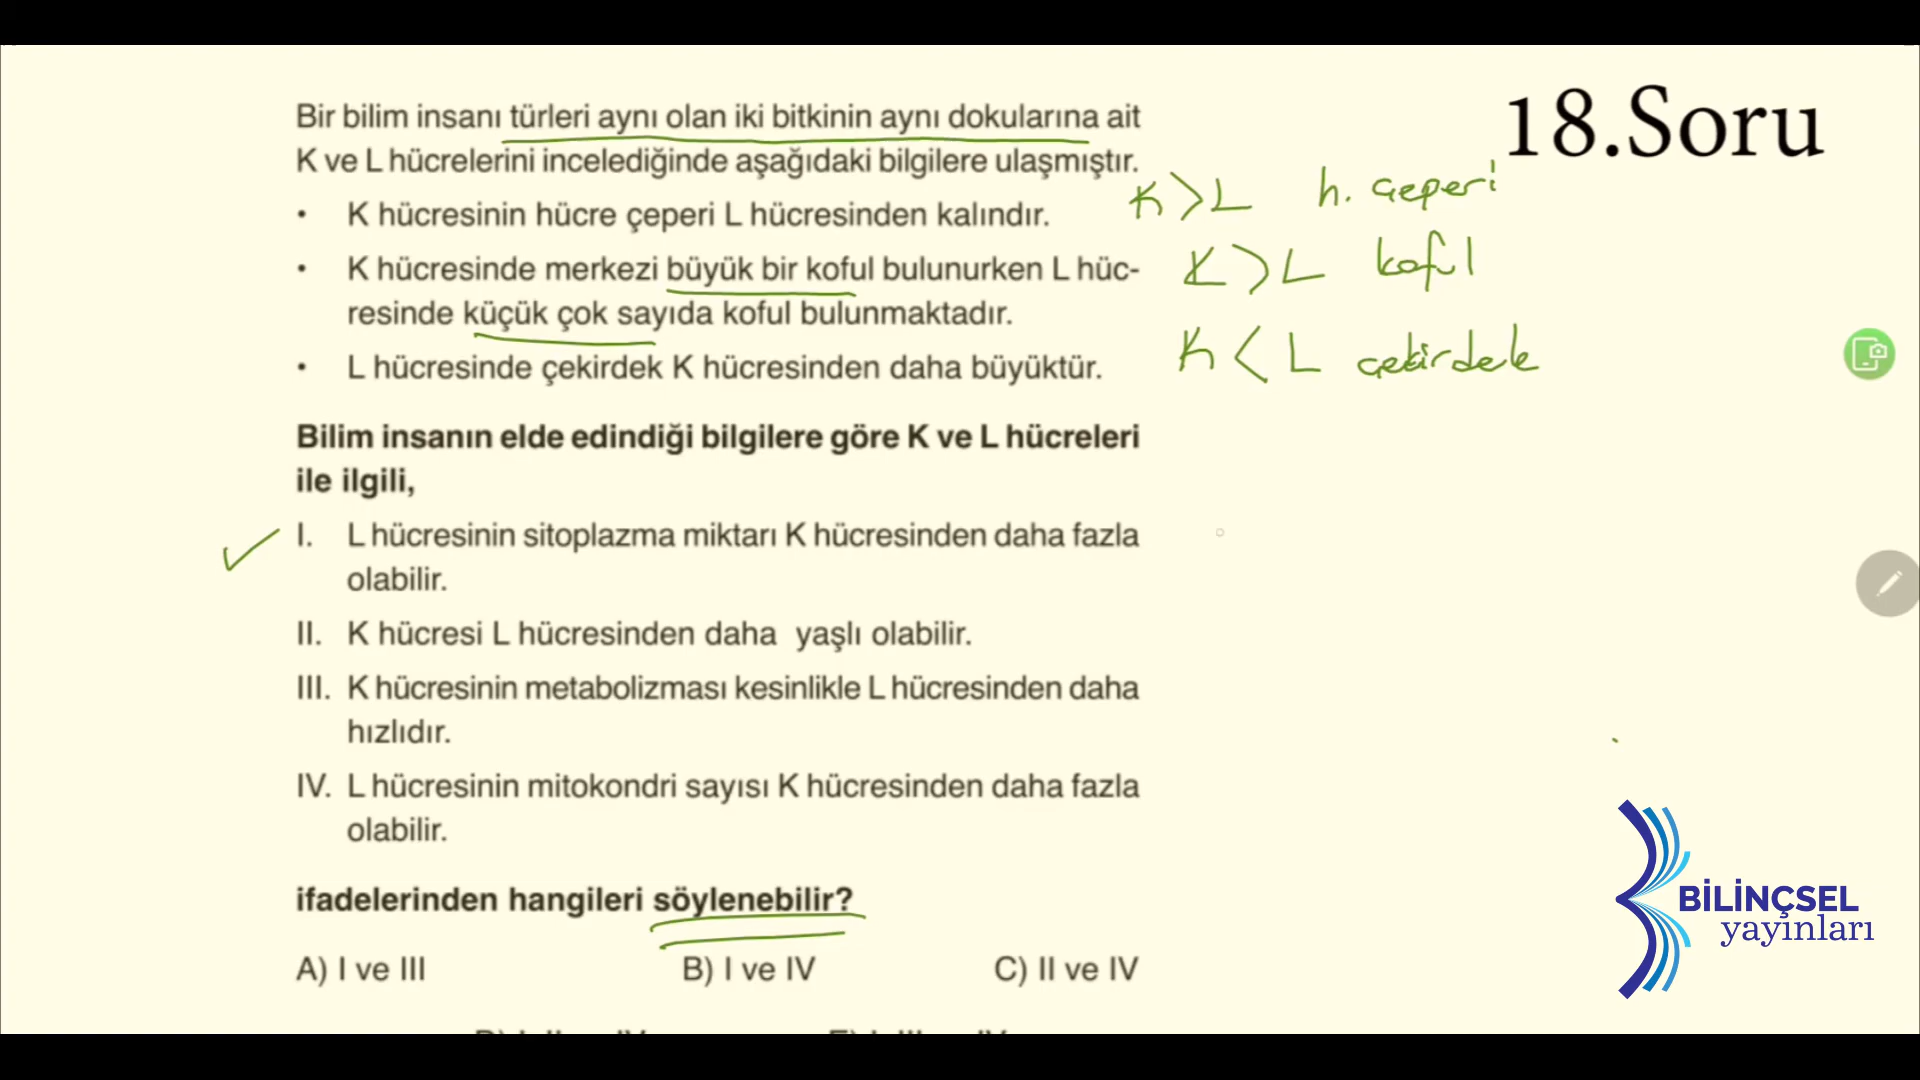 18.Soru
Bir bilim insanı türleri aynı olan iki bitkinin aynı dokularına ait
K ve L hücrelerini incelediğinde aşağıdaki bilgilere ulaşmıştır.
• K hücresinin hücre çeperi L hücresinden kalındır.
• K hücresinde merkezi büyük bir koful bulunurken L hüc-
resinde küçük çok sayıda koful bulunmaktadır.
• L hücresinde çekirdek K hücresinden daha büyüktür.
K > L h. çeperi
K > L koful
K < L çekirdek
Bilim insanın elde edindiği bilgilere göre K ve L hücreleri
ile ilgili,
I. L hücresinin sitoplazma miktarı K hücresinden daha fazla
olabilir.
II. K hücresi L hücresinden daha yaşlı olabilir.
III. K hücresinin metabolizması kesinlikle L hücresinden daha
hızlıdır.
IV. L hücresinin mitokondri sayısı K hücresinden daha fazla
olabilir.
ifadelerinden hangileri söylenebilir?
A) I ve III B) I ve IV C) II ve IV
BİLİNÇSEL
yayınları